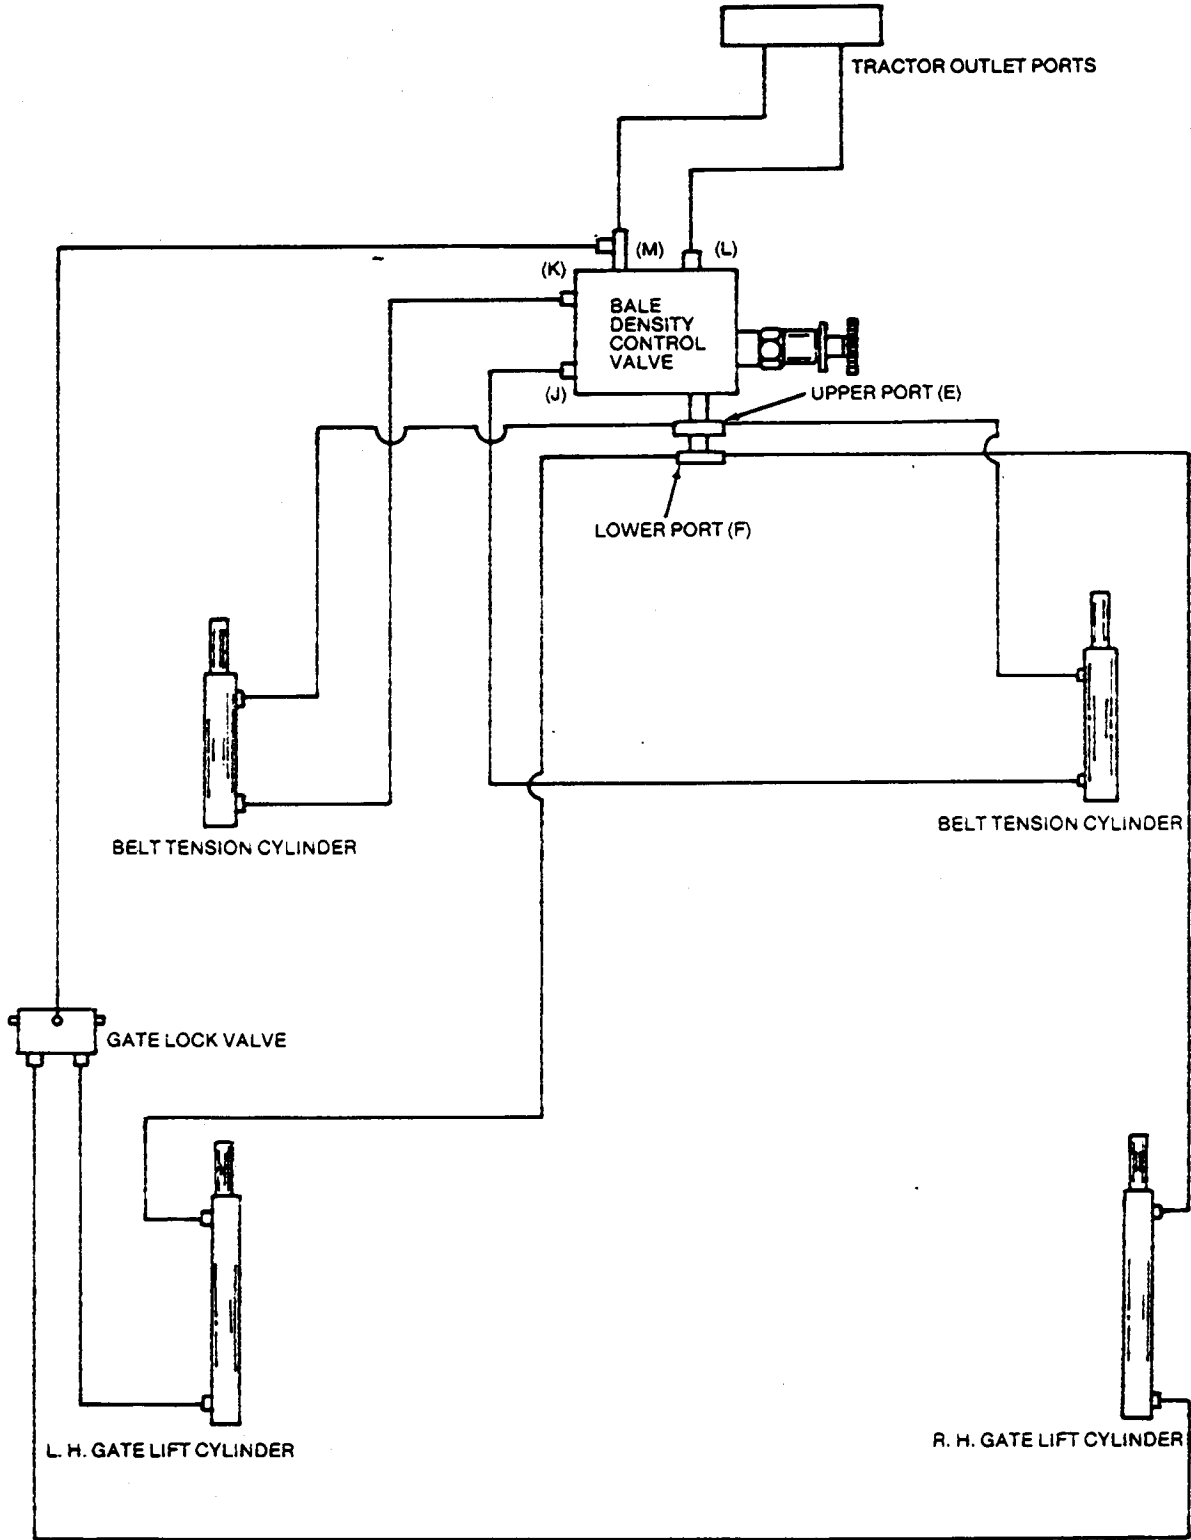 TRACTOR OUTLET PORTS
(M)
(L)
(K)
BALE
DENSITY
CONTROL
VALVE
(J)
UPPER PORT (E)
LOWER PORT (F)
BELT TENSION CYLINDER
BELT TENSION CYLINDER
GATE LOCK VALVE
L. H. GATE LIFT CYLINDER
R. H. GATE LIFT CYLINDER